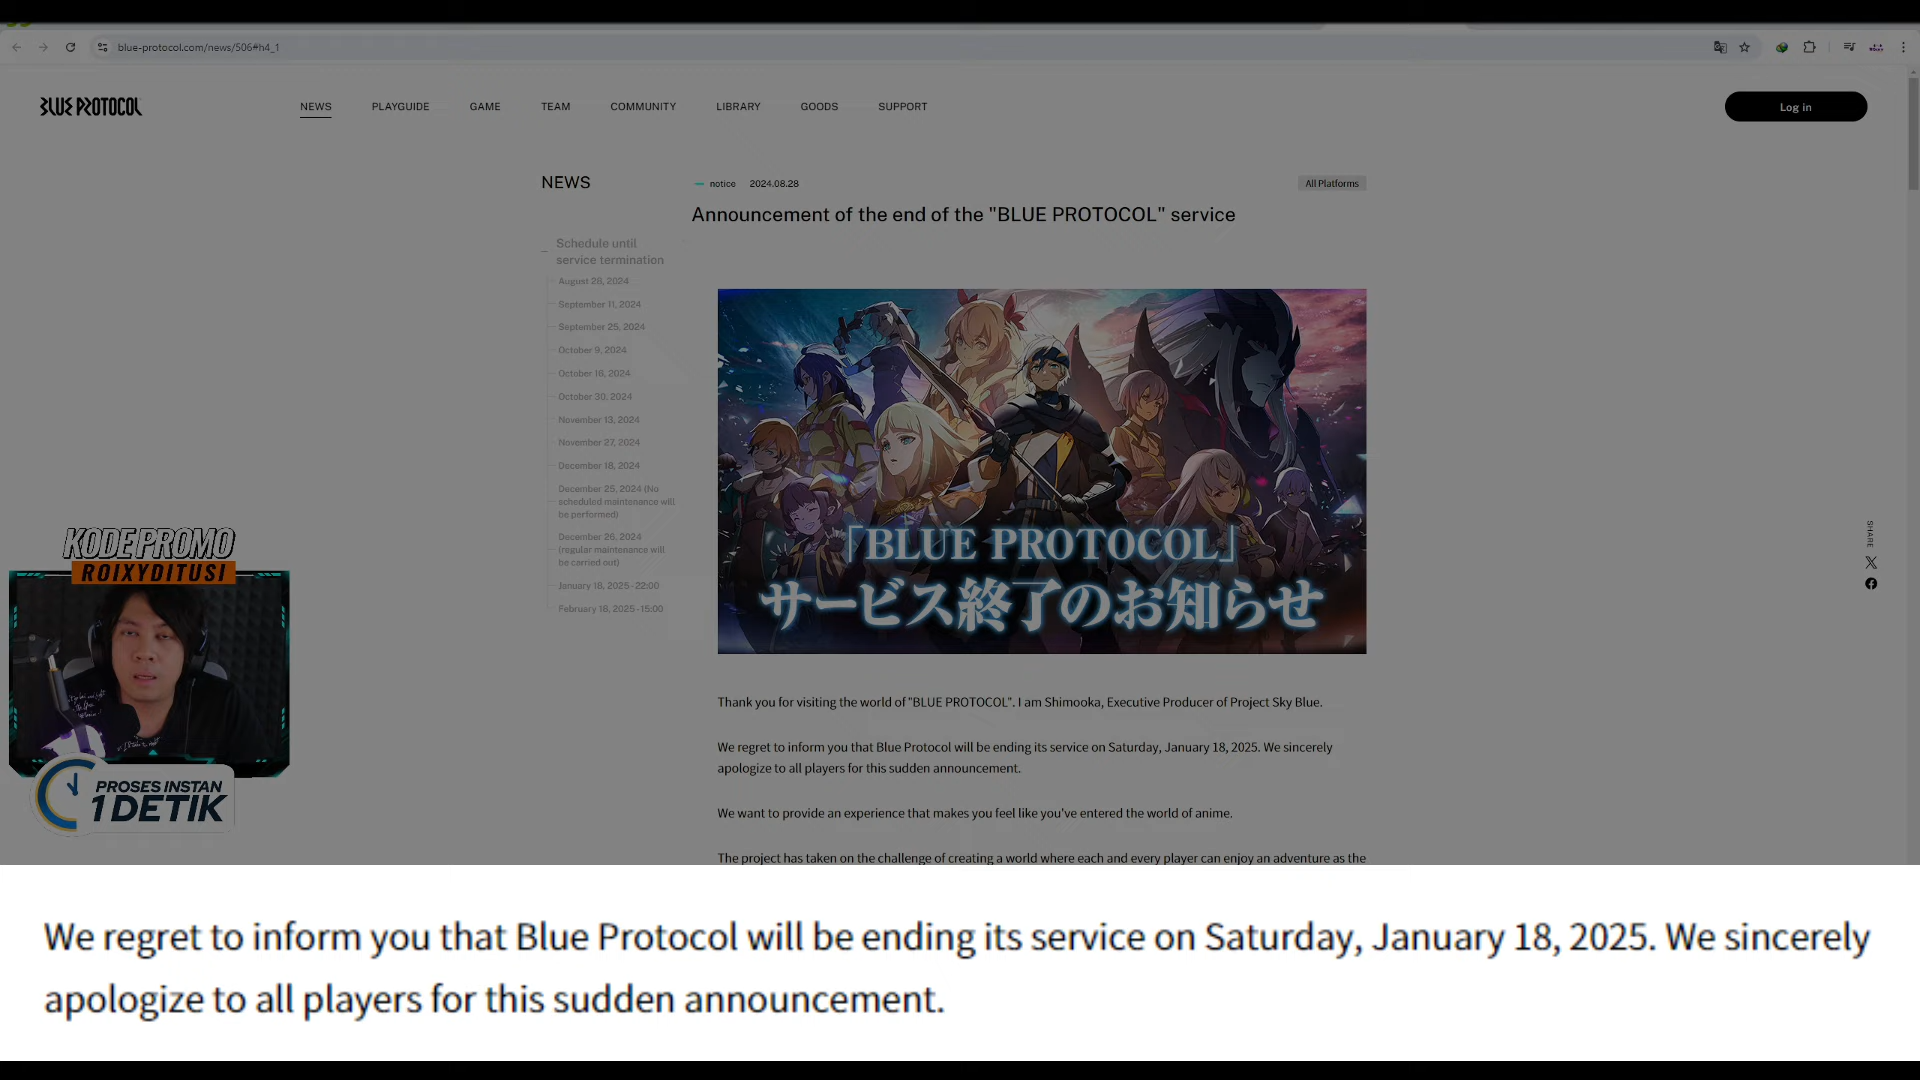 blue-protocol.com/news/506#h4_1
BLUE PROTOCOL
NEWS
PLAYGUIDE
GAME
TEAM
COMMUNITY
LIBRARY
GOODS
SUPPORT
Log in
NEWS
notice
2024.08.28
All Platforms
Announcement of the end of the "BLUE PROTOCOL" service
Schedule until
service termination
August 28, 2024
September 11, 2024
September 25, 2024
October 9, 2024
October 16, 2024
October 30, 2024
November 13, 2024
November 27, 2024
December 18, 2024
December 25, 2024 (No
scheduled maintenance will
be performed)
December 26, 2024
(regular maintenance will
be carried out)
January 18, 2025 - 22:00
February 18, 2025 - 15:00
「BLUE PROTOCOL」
サービス終了のお知らせ
SHARE
KODE PROMO
ROIXYDITUSI
PROSES INSTAN
1 DETIK
Thank you for visiting the world of "BLUE PROTOCOL". I am Shimooka, Executive Producer of Project Sky Blue.
We regret to inform you that Blue Protocol will be ending its service on Saturday, January 18, 2025. We sincerely
apologize to all players for this sudden announcement.
We want to provide an experience that makes you feel like you've entered the world of anime.
The project has taken on the challenge of creating a world where each and every player can enjoy an adventure as the
We regret to inform you that Blue Protocol will be ending its service on Saturday, January 18, 2025. We sincerely
apologize to all players for this sudden announcement.